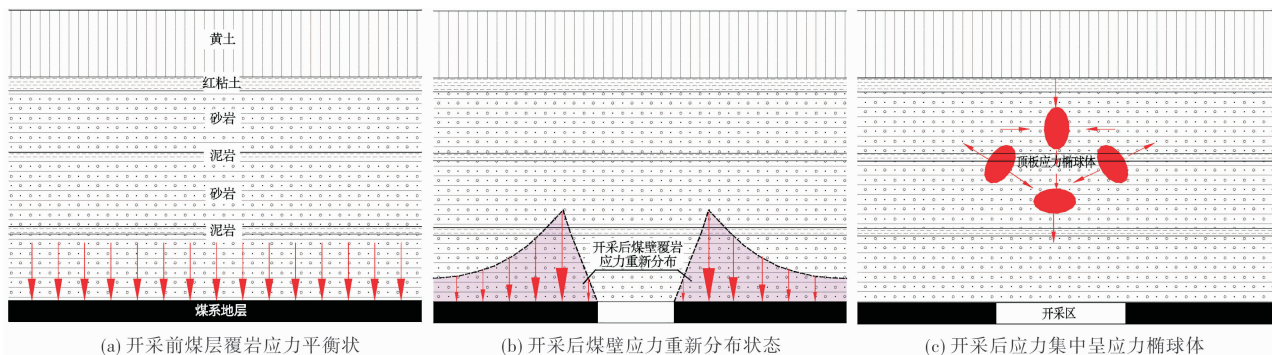 黄土
红粘土
砂岩
泥岩
砂岩
泥岩
煤系地层
(a) 开采前煤层覆岩应力平衡状
开采后煤壁覆岩
应力重新分布
(b) 开采后煤壁应力重新分布状态
顶板应力椭球体
开采区
(c) 开采后应力集中呈应力椭球体